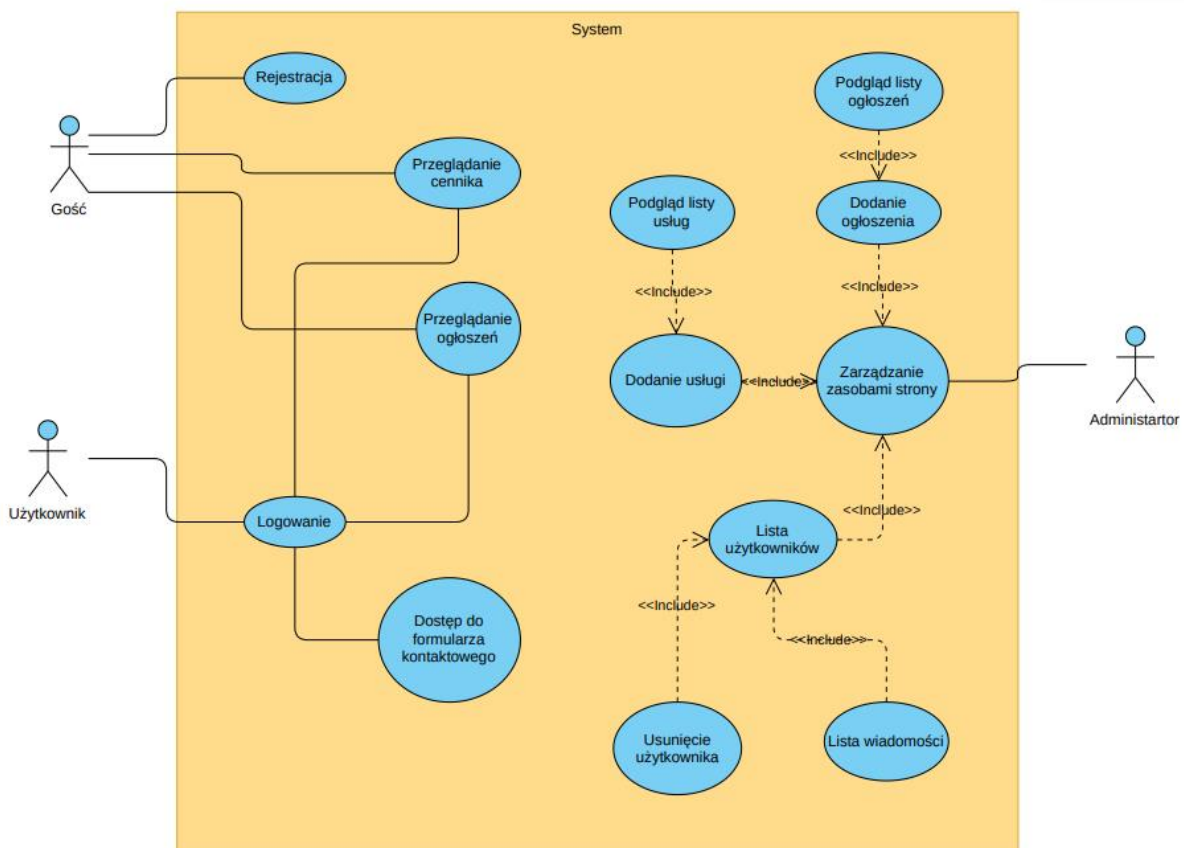 System
Rejestracja
Podgląd listy
ogłoszeń
<<Include>>
Przeglądanie
cennika
Gość
Podgląd listy
usług
Dodanie
ogłoszenia
<<Include>>
<<Include>>
Przeglądanie
ogłoszeń
Dodanie usługi
<<Include>>
Zarządzanie
zasobami strony
Administartor
Użytkownik
Logowanie
Lista
użytkowników
<<Include>>
<<Include>>
<<Include>>
Dostęp do
formularza
kontaktowego
Usunięcie
użytkownika
Lista wiadomości